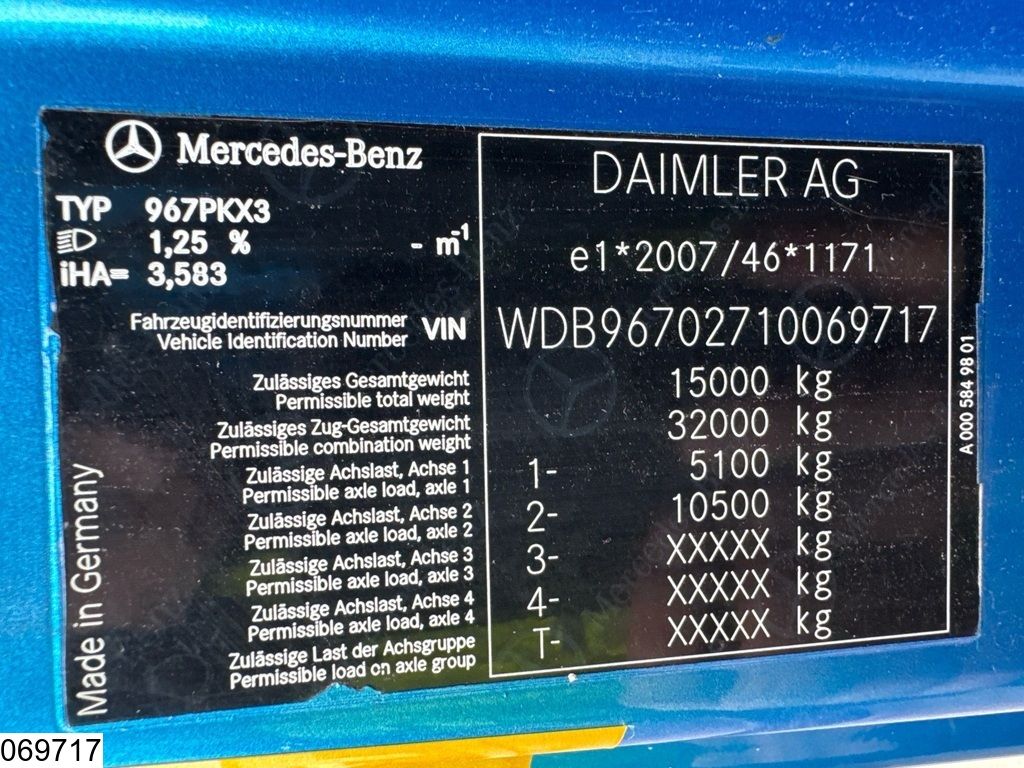 Mercedes-Benz
TYP 967PKX3
1,25 % - m-1
iHA= 3,583
DAIMLER AG
e1*2007/46*1171
Fahrzeugidentifizierungsnummer
Vehicle Identification Number VIN WDB96702710069717
Zulässiges Gesamtgewicht
Permissible total weight 15000 kg
Zulässiges Zug-Gesamtgewicht
Permissible combination weight 32000 kg
Zulässige Achslast, Achse 1
Permissible axle load, axle 1 1- 5100 kg
Zulässige Achslast, Achse 2
Permissible axle load, axle 2 2- 10500 kg
Zulässige Achslast, Achse 3
Permissible axle load, axle 3 3- XXXXX kg
Zulässige Achslast, Achse 4
Permissible axle load, axle 4 4- XXXXX kg
Zulässige Last der Achsgruppe
Permissible load on axle group T- XXXXX kg
Made in Germany
A 000 584 98 01
069717